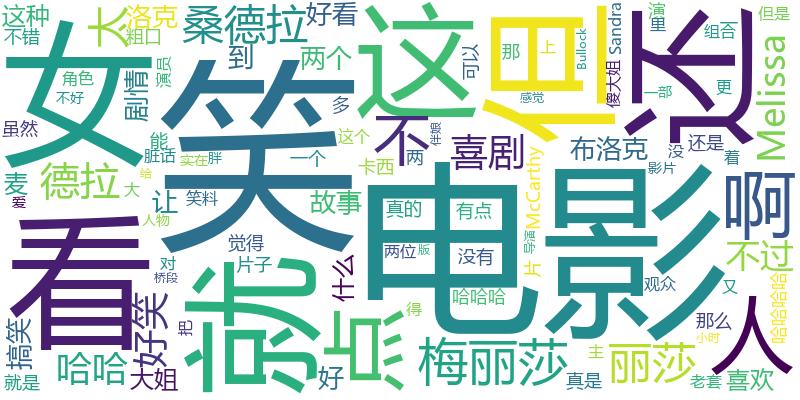 这种
洛克
不错
粗口
太
桑德拉
好看
到
两个
这
但
Sandra
Bullock
傻大姐
演
里
那
上
可以
组合
感觉
一部
还
但是
更
Melissa
女
角色
不好
剧情
演员
多
虽然
笑
能
脏话
实在
胖
一个
这个
不
两
伴娘
喜剧
卡西
McCarthy
布洛克
没
还是
影片
着
啊
麦
爱
德拉
大
给
让
笑料
故事
真的
有点
电影
看
人物
对
桥段
觉得
片子
什么
两位
版
没有
片
导演
观众
不过
又
哈哈哈哈
搞笑
好笑
把
就
点
得
哈哈哈
人
那么
小时
就是
哈哈
大姐
好
梅丽莎
真是
主
丽莎
老套
喜欢